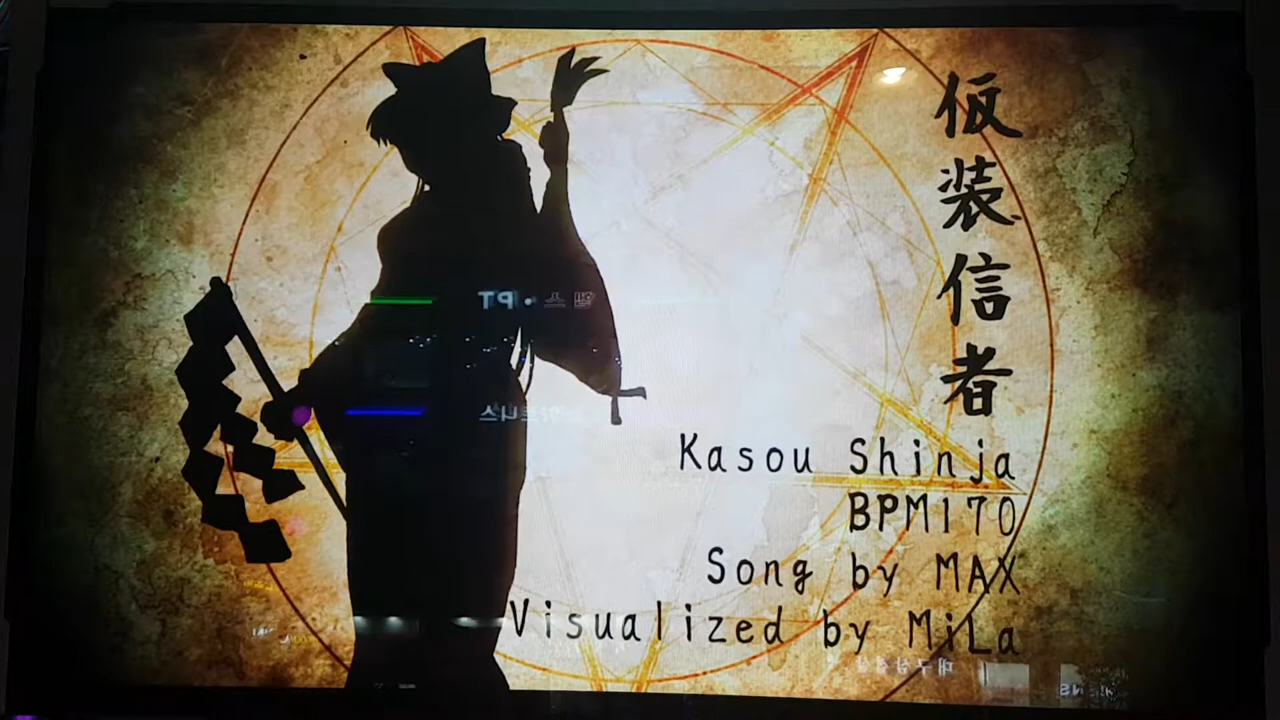 仮装信者
Kasou Shinja
BPM170
Song by MAX
Visualized by MiLa